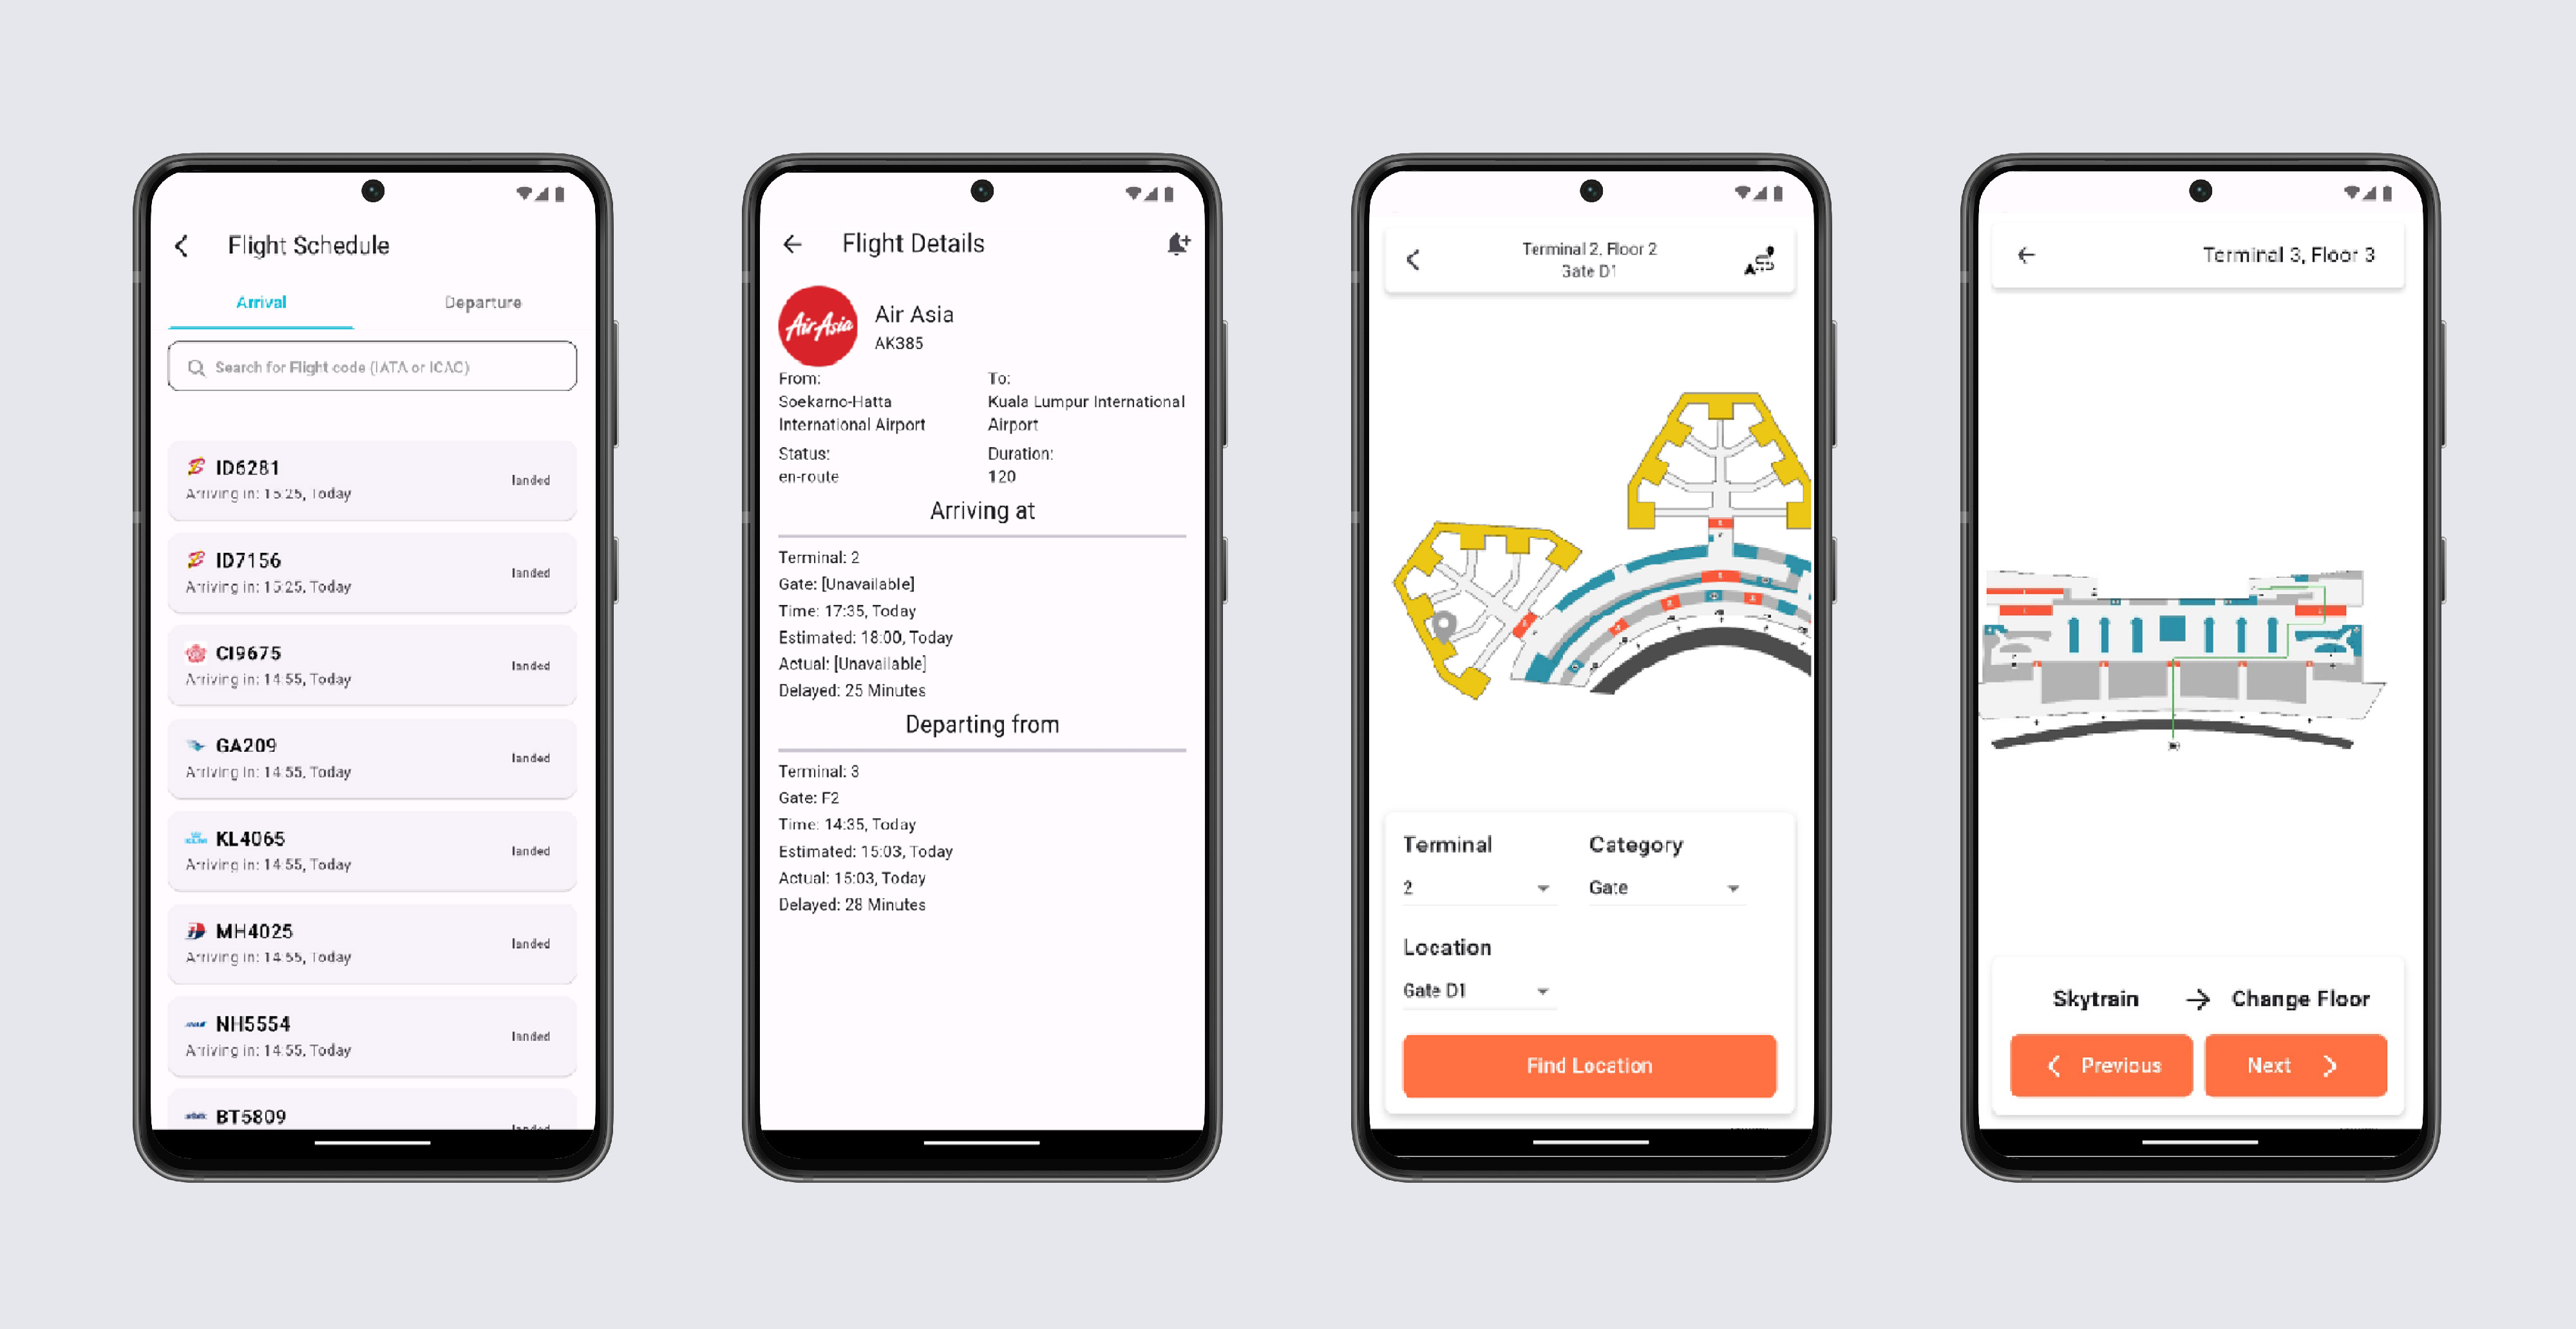 Flight Schedule
Arrival
Departure
Search for Flight code (IATA or ICAC)
ID6281
Arriving in: 15:25, Today
landed
ID7156
Arriving in: 15:25, Today
landed
CI9675
Arriving in: 14:55, Today
landed
GA209
Arriving in: 14:55, Today
landed
KL4065
Arriving in: 14:55, Today
landed
MH4025
Arriving in: 14:55, Today
landed
NH5554
Arriving in: 14:55, Today
landed
BT5809
landed
Flight Details
AirAsia
Air Asia
AK385
From:
Soekarno-Hatta
International Airport
To:
Kuala Lumpur International
Airport
Status:
en-route
Duration:
120
Arriving at
Terminal: 2
Gate: [Unavailable]
Time: 17:35, Today
Estimated: 18:00, Today
Actual: [Unavailable]
Delayed: 25 Minutes
Departing from
Terminal: 3
Gate: F2
Time: 14:35, Today
Estimated: 15:03, Today
Actual: 15:03, Today
Delayed: 28 Minutes
Terminal 2, Floor 2
Gate D1
A
Terminal
2
Category
Gate
Location
Gate D1
Find Location
Terminal 3, Floor 3
Skytrain → Change Floor
Previous
Next